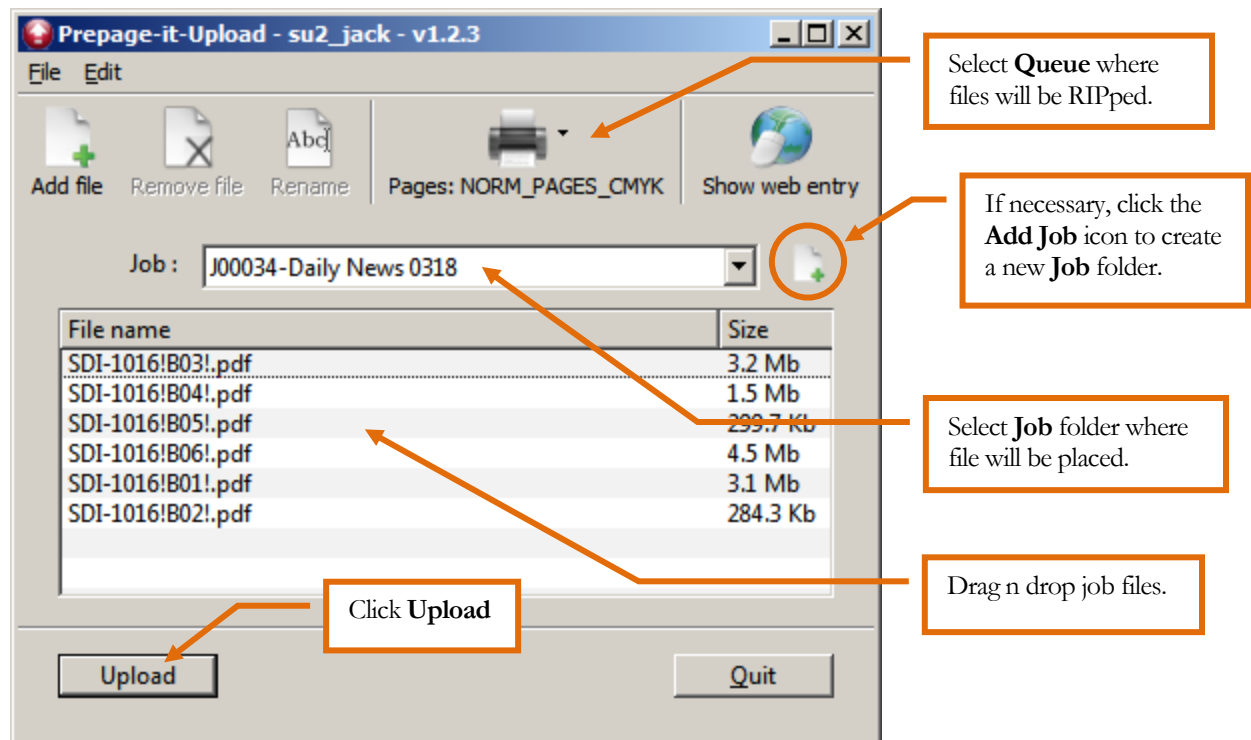 Prepage-it-Upload - su2_jack - v1.2.3
File Edit
Select Queue where
files will be RIPped.
Abc
Add file Remove file Rename Pages: NORM_PAGES_CMYK Show web entry
If necessary, click the
Add Job icon to create
a new Job folder.
Job : J00034-Daily News 0318
File name Size
SDI-1016!B03!.pdf 3.2 Mb
SDI-1016!B04!.pdf 1.5 Mb
SDI-1016!B05!.pdf 299.7 Kb
SDI-1016!B06!.pdf 4.5 Mb
SDI-1016!B01!.pdf 3.1 Mb
SDI-1016!B02!.pdf 284.3 Kb
Select Job folder where
file will be placed.
Drag n drop job files.
Click Upload
Upload Quit